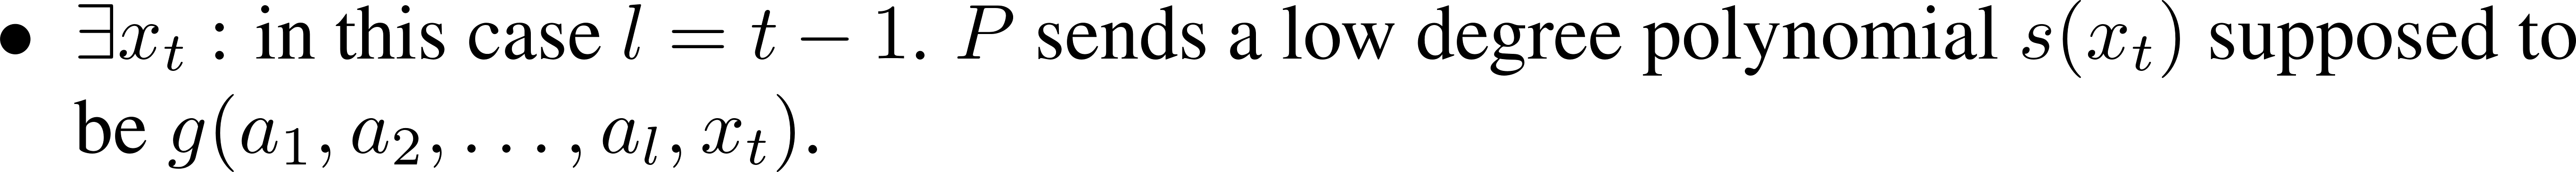 • ∃x_t : in this case l = t − 1. P sends a low degree polynomial s(x_t) supposed to
be g(a_1, a_2, . . . , a_l, x_t).